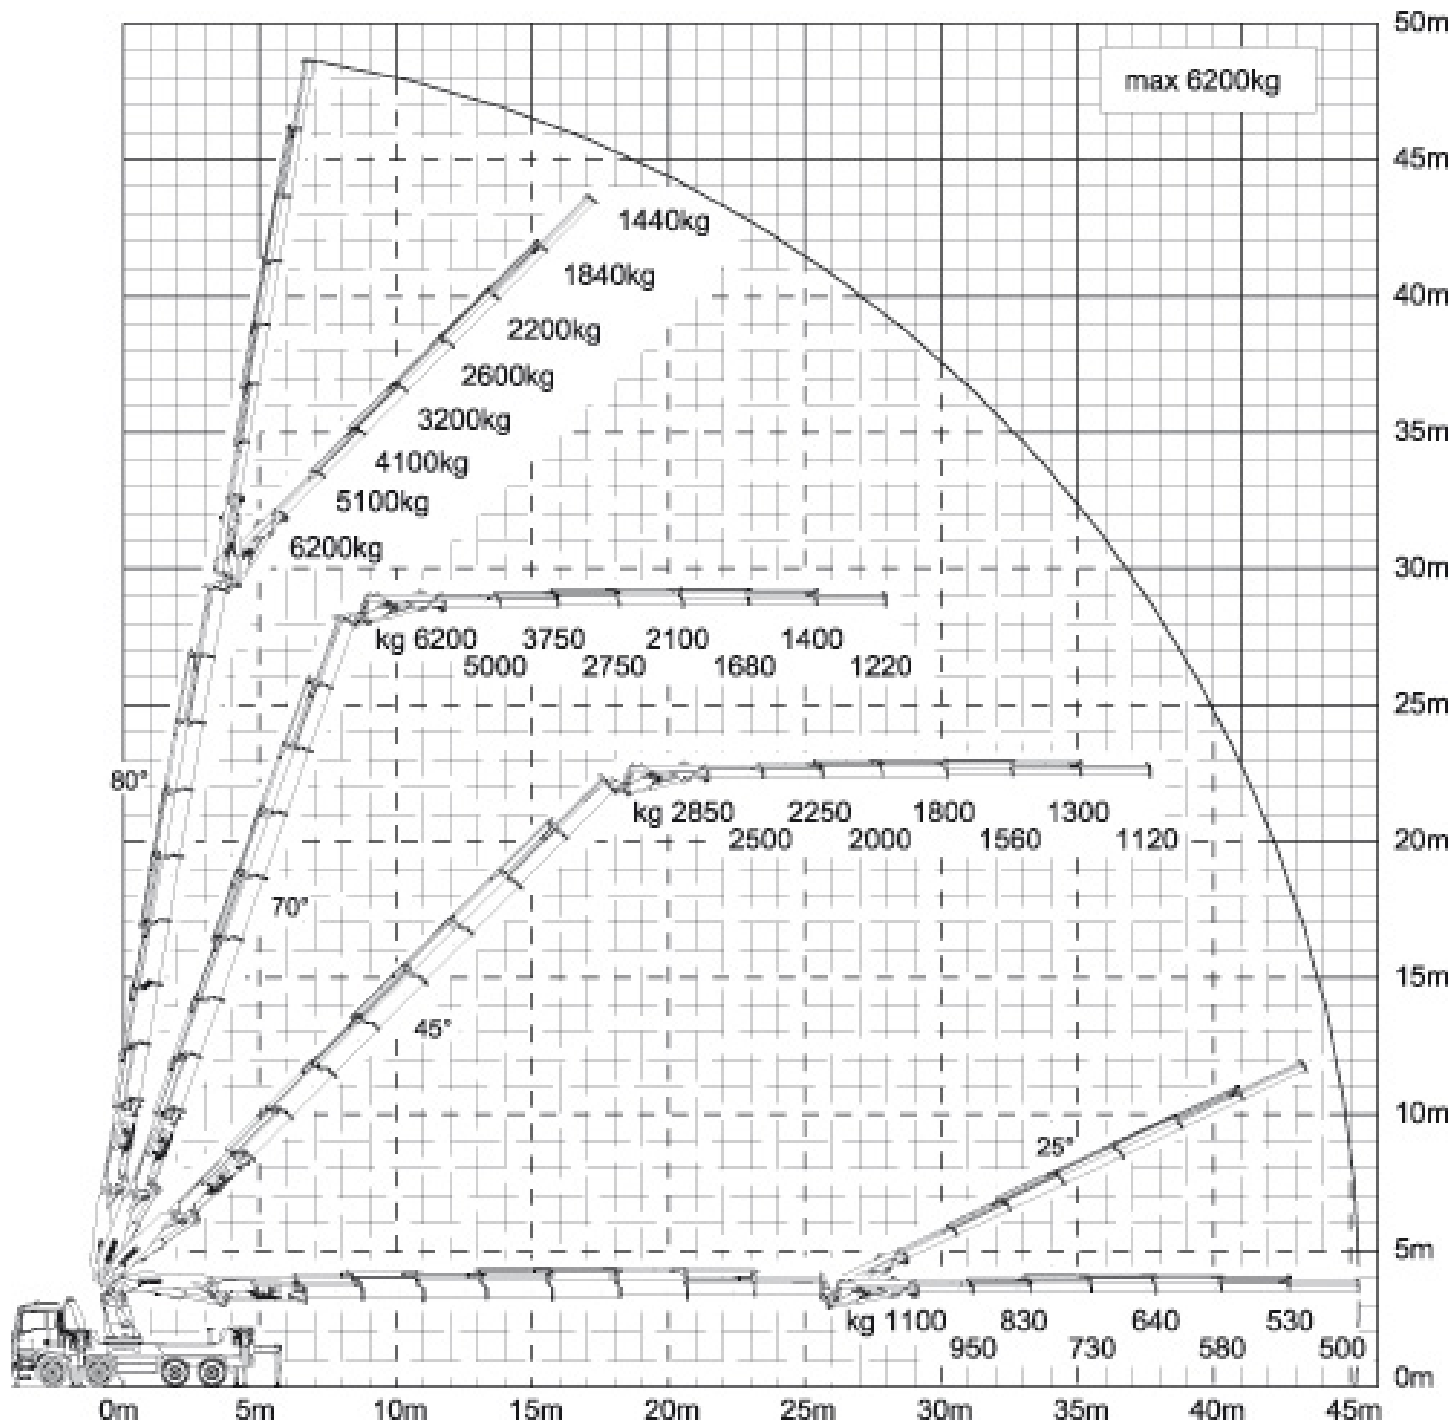 50m
max 6200kg
45m
1440kg
1840kg
40m
2200kg
2600kg
3200kg
35m
4100kg
5100kg
6200kg
30m
kg 6200 3750 2100 1400
5000 2750 1680 1220
25m
80°
kg 2850 2250 1800 1300
2500 2000 1560 1120
20m
70°
15m
45°
10m
25°
5m
kg 1100 830 640 530
950 730 580 500
0m
0m 5m 10m 15m 20m 25m 30m 35m 40m 45m